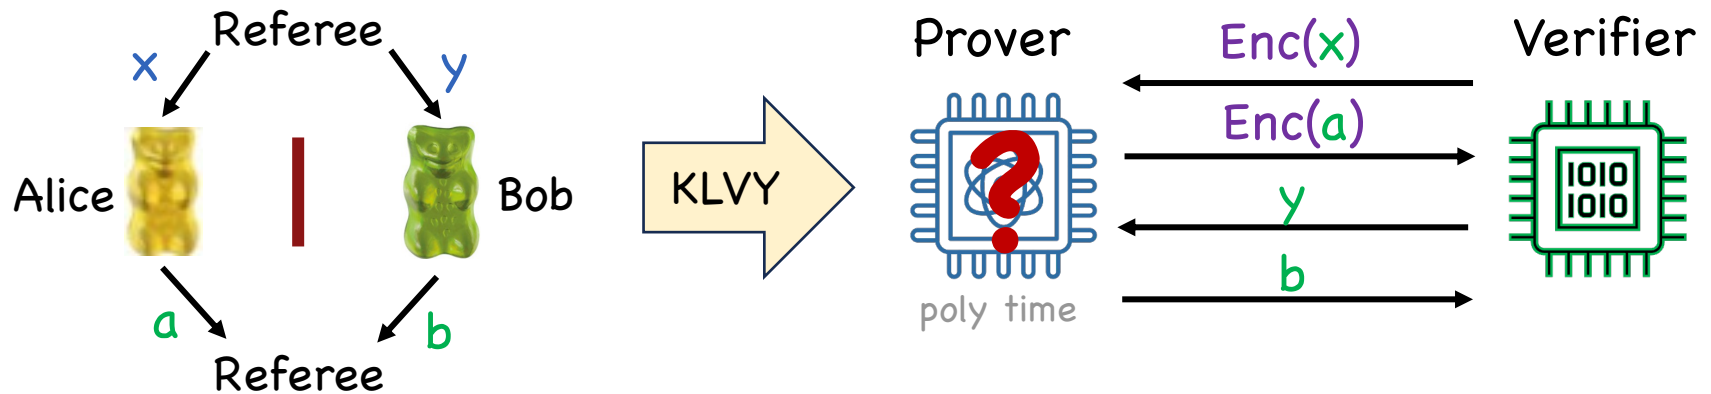 Referee
x
y
Alice
Bob
a
b
Referee
KLVY
Prover
poly time
Enc(x)
Enc(a)
y
b
Verifier
1010
1010